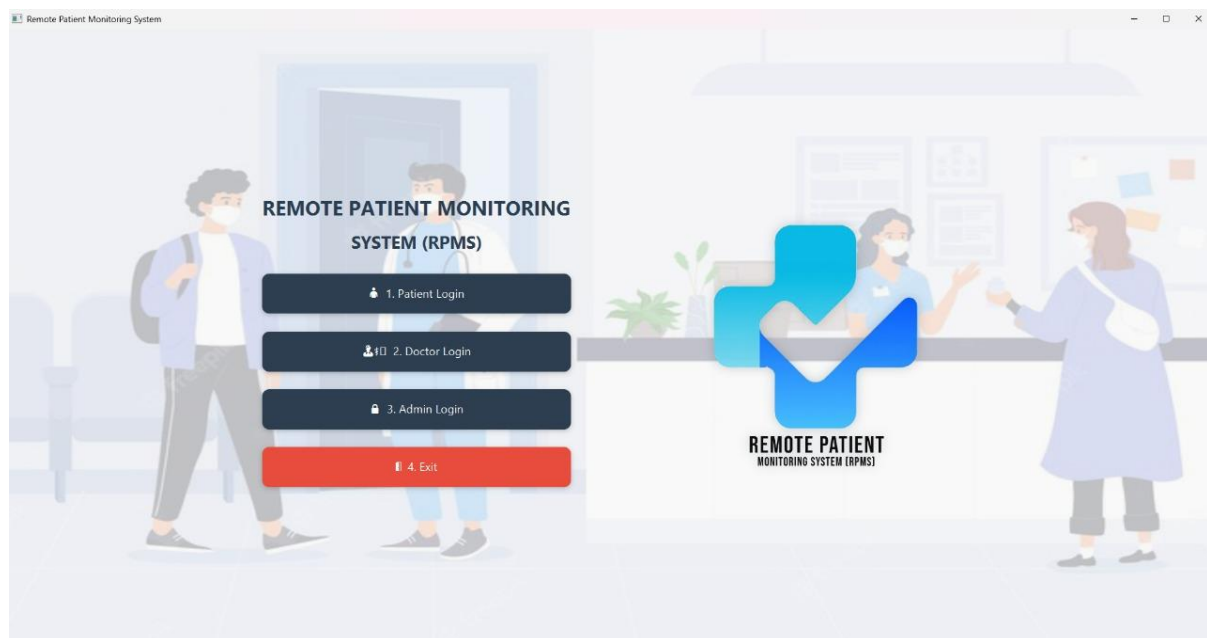 Remote Patient Monitoring System
REMOTE PATIENT MONITORING
SYSTEM (RPMS)
1. Patient Login
2. Doctor Login
3. Admin Login
4. Exit
REMOTE PATIENT
MONITORING SYSTEM (RPMS)